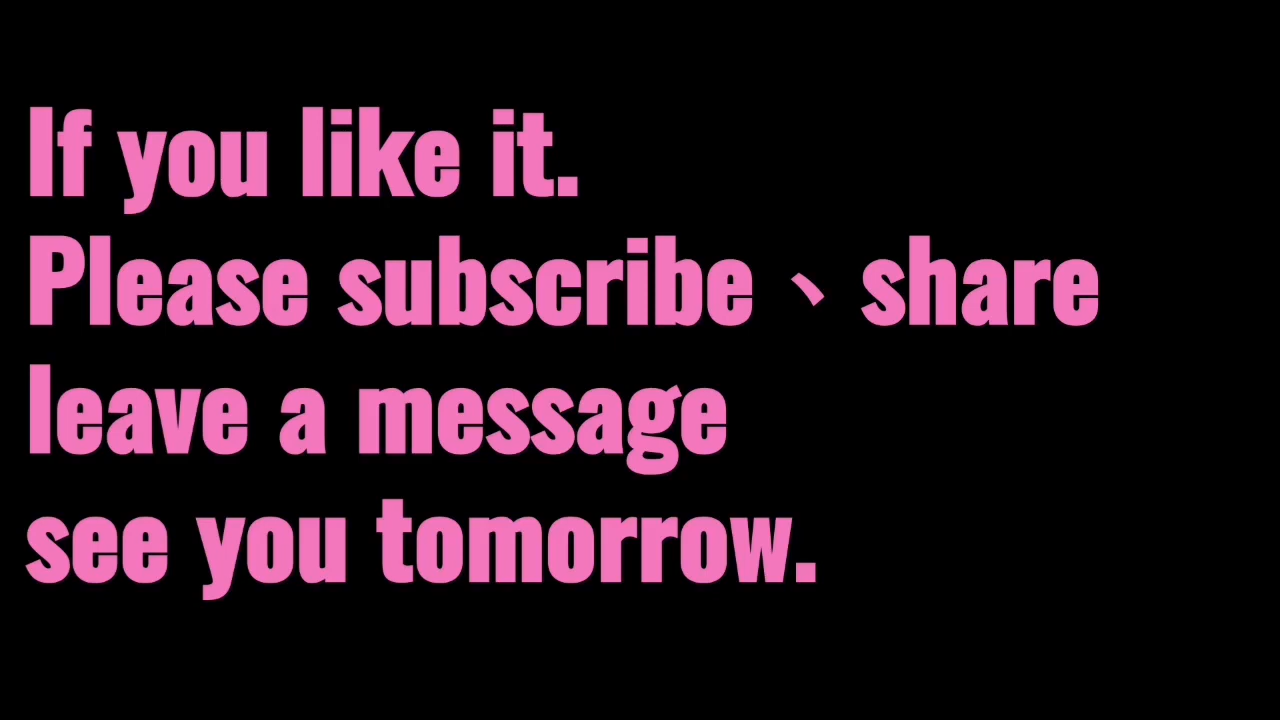 If you like it.
Please subscribe、share
leave a message
see you tomorrow.